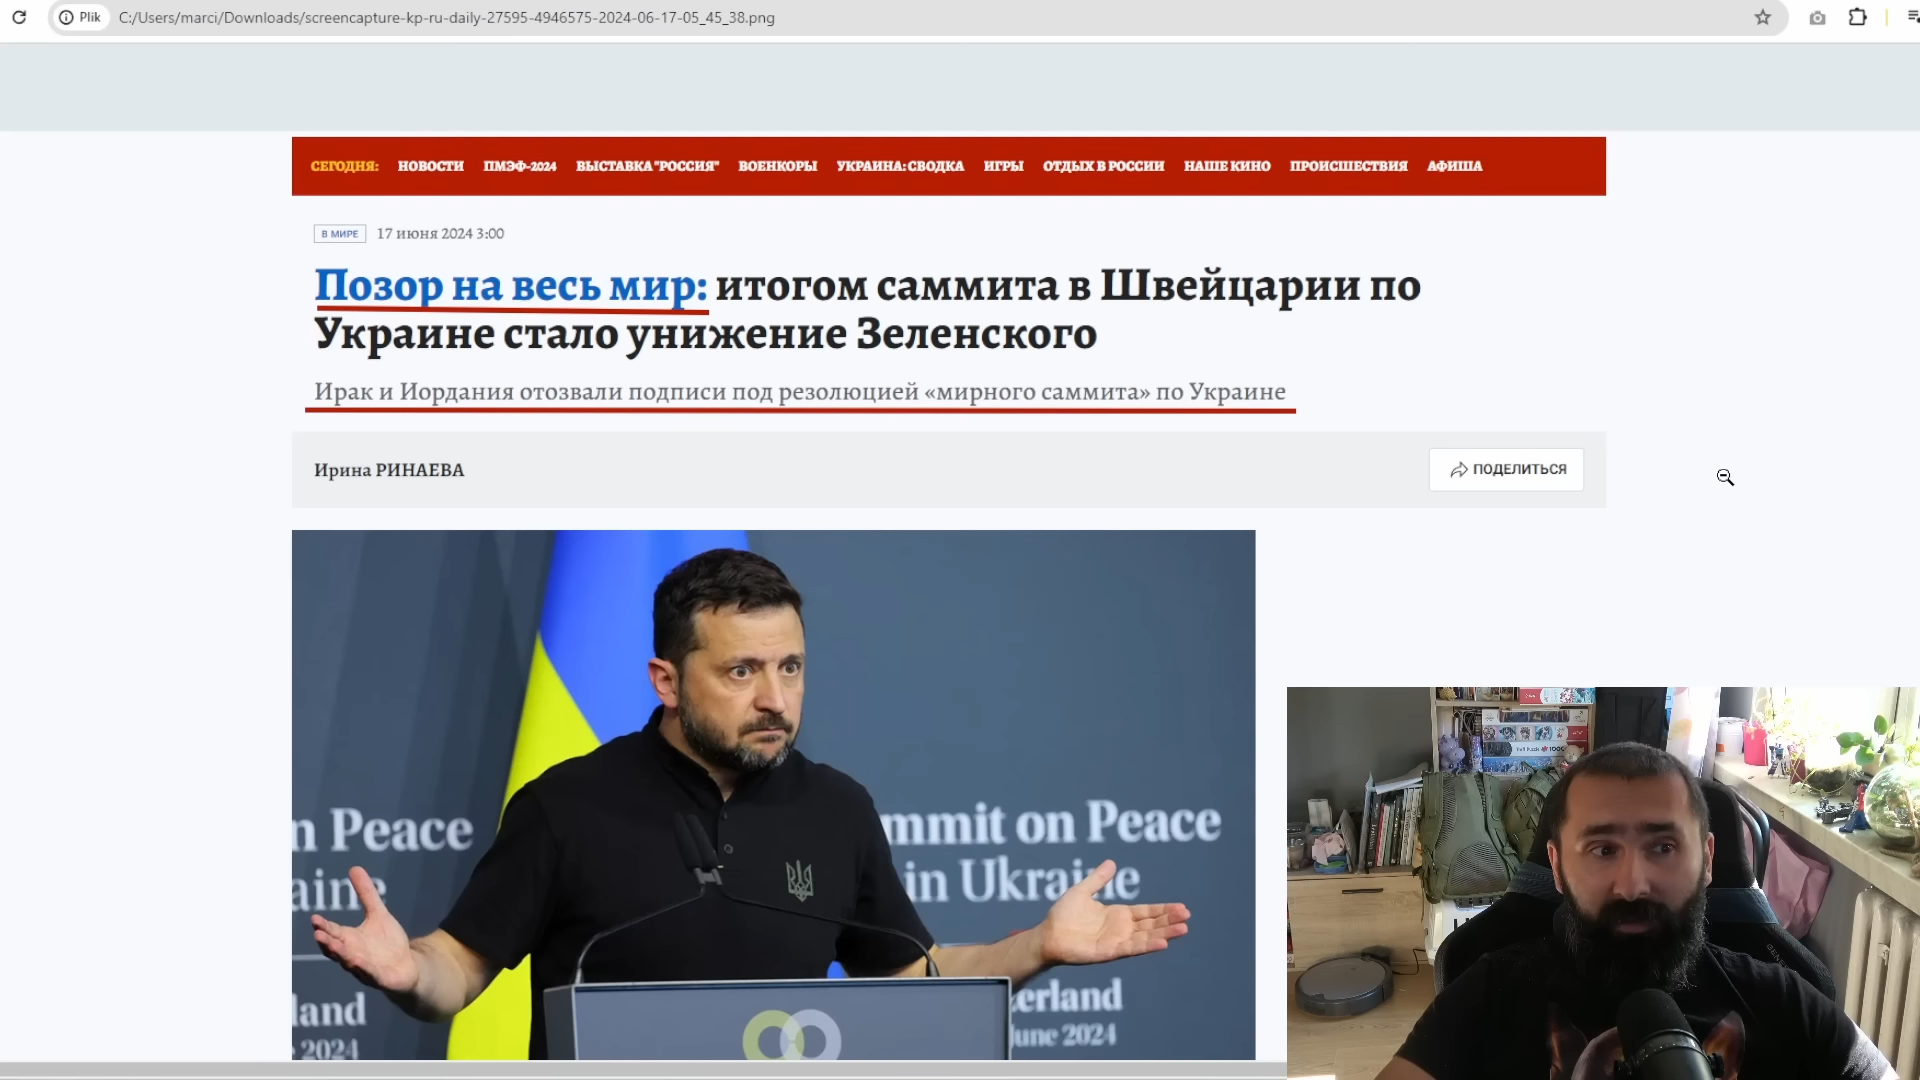 Plik C:/Users/marci/Downloads/screencapture-kp-ru-daily-27595-4946575-2024-06-17-05_45_38.png
СЕГОДНЯ: НОВОСТИ ПМЭФ-2024 ВЫСТАВКА "РОССИЯ" ВОЕНКОРЫ УКРАИНА: СВОДКА ИГРЫ ОТДЫХ В РОССИИ НАШЕ КИНО ПРОИСШЕСТВИЯ АФИША
В МИРЕ 17 июня 2024 3:00
Позор на весь мир: итогом саммита в Швейцарии по
Украине стало унижение Зеленского
Ирак и Иордания отозвали подписи под резолюцией «мирного саммита» по Украине
Ирина РИНАЕВА
ПОДЕЛИТЬСЯ
n Peace
aine
land
2024
mmit on Peace
in Ukraine
erland
June 2024